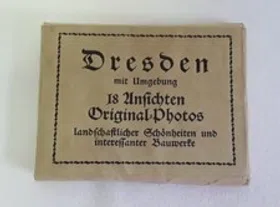 Dresden
mit Umgebung
18 Ansichten
Original-Photos
landschaftlicher Schönheiten und
interessanter Bauwerke